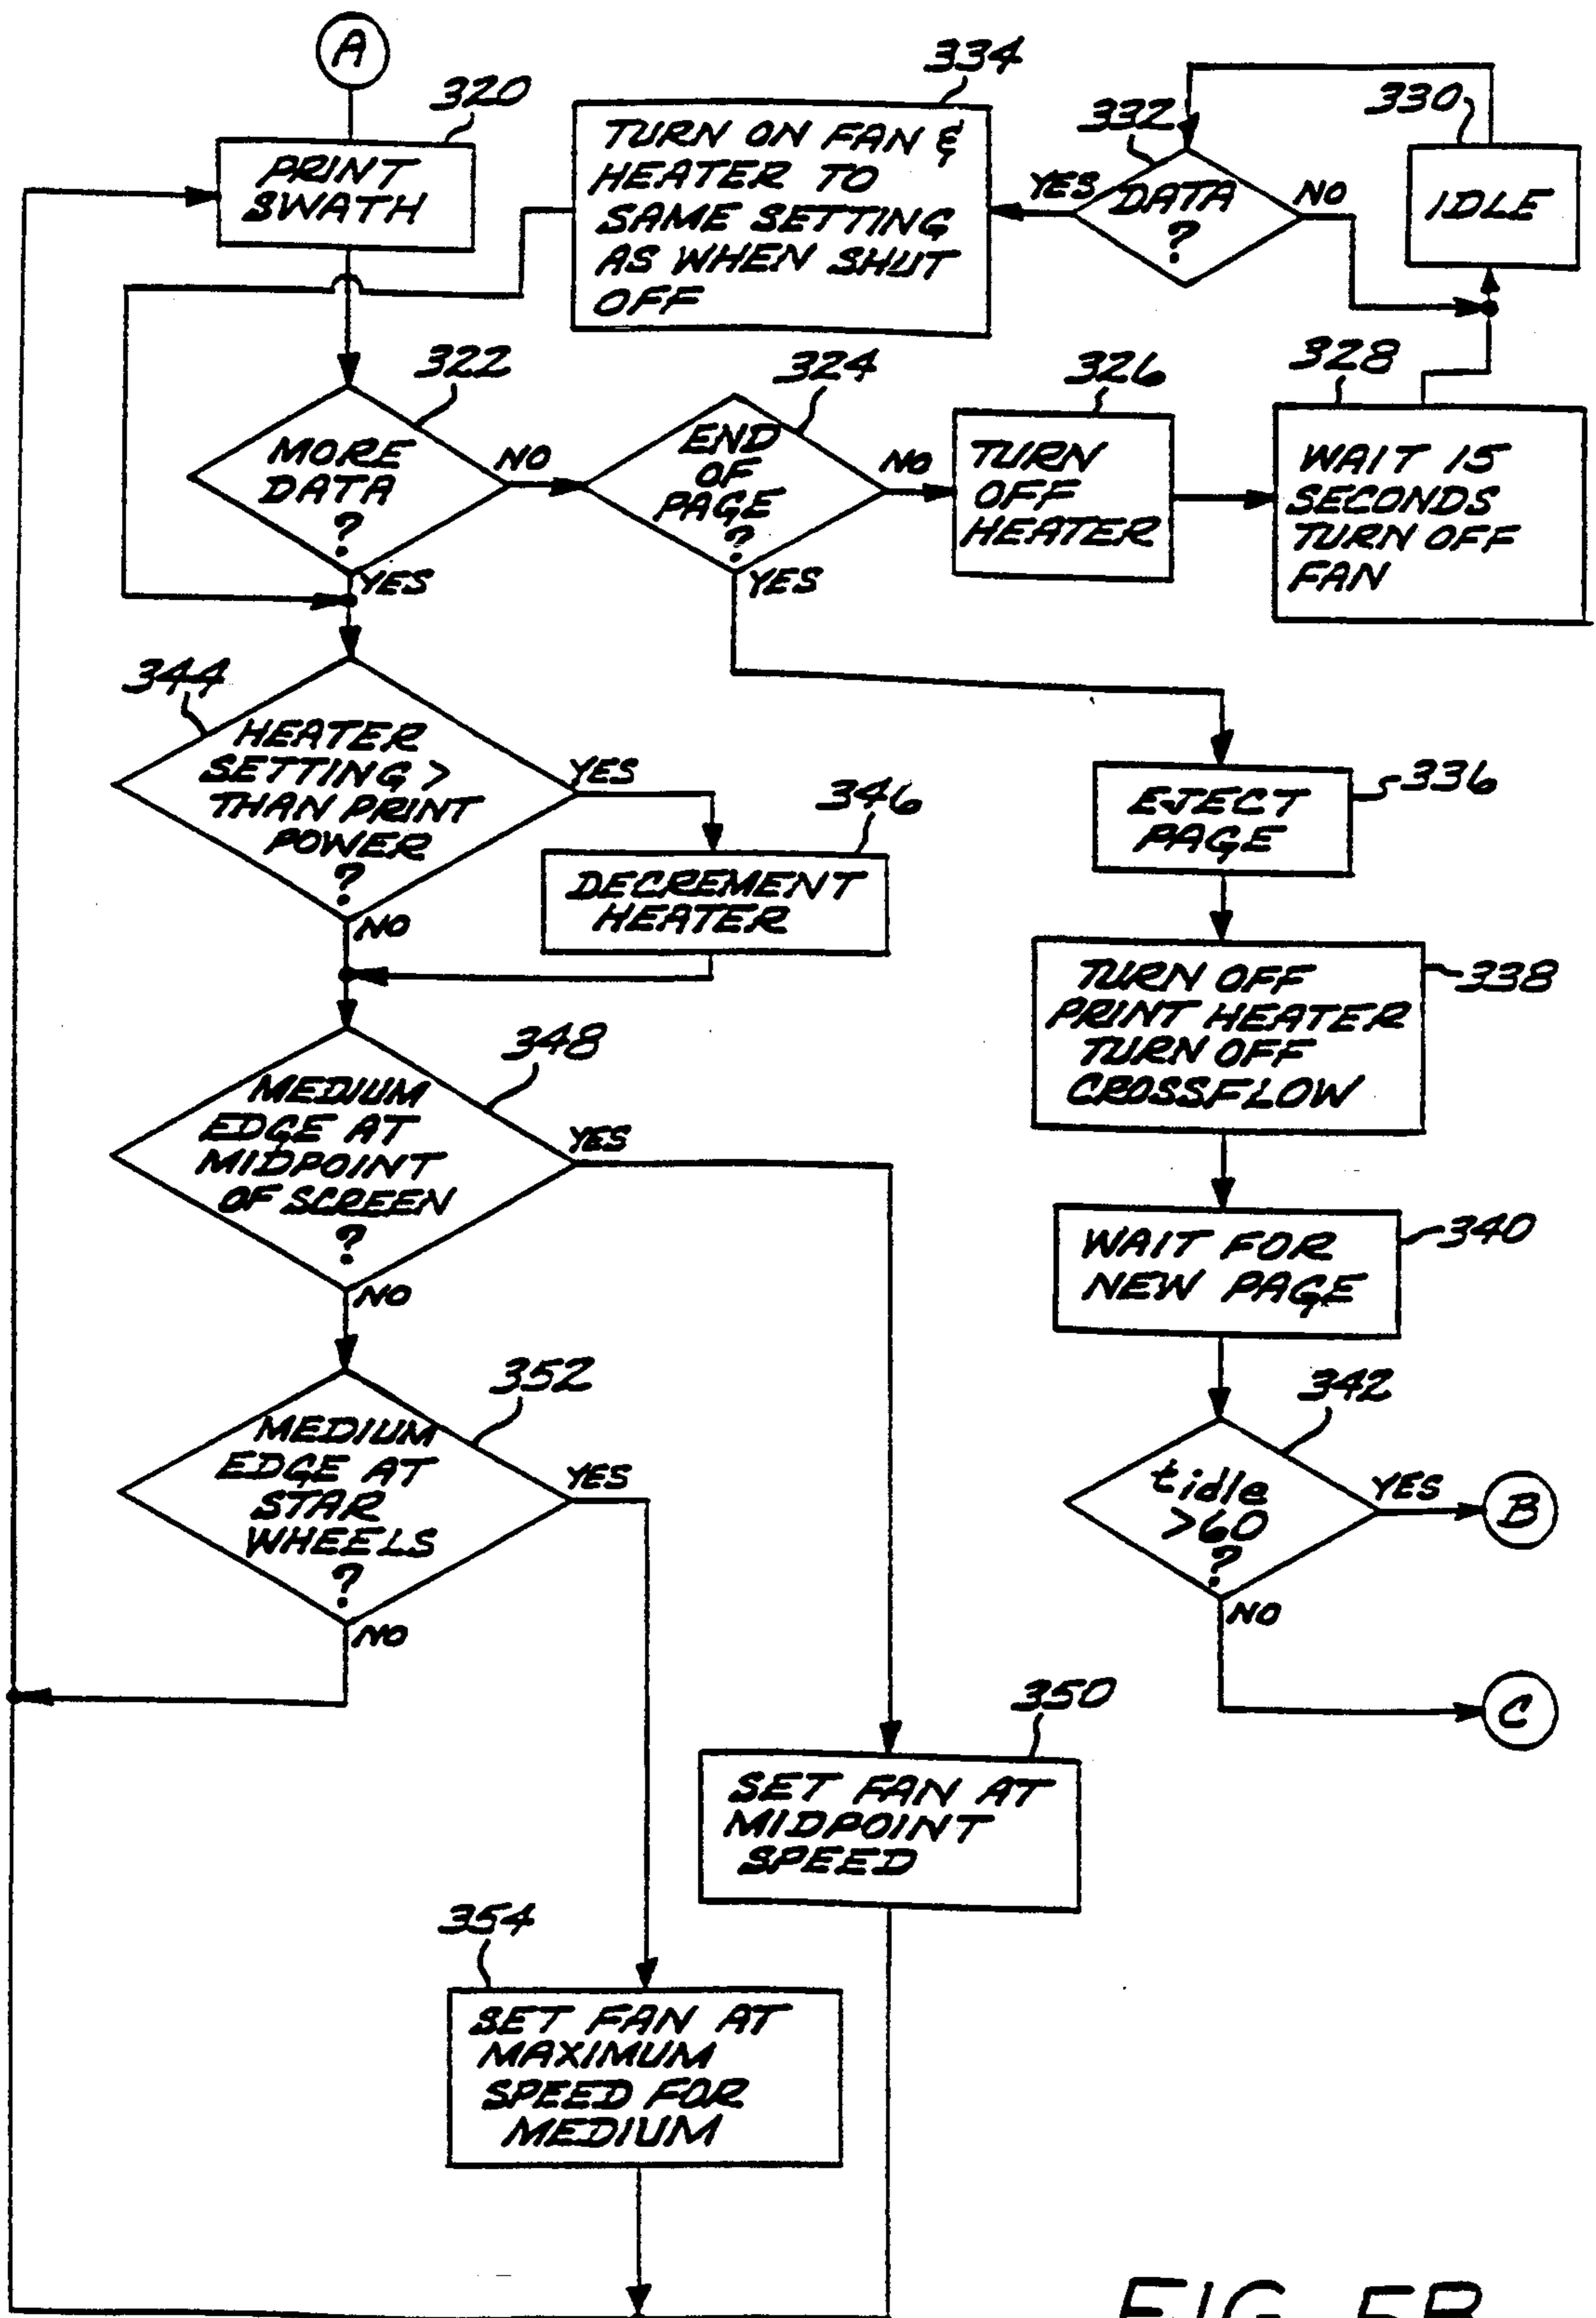 A
320
PRINT
SWATH
334
TURN ON FAN &
HEATER TO
SAME SETTING
AS WHEN SHUT
OFF
332
DATA
?
YES
NO
330
IDLE
322
MORE
DATA
?
NO
YES
324
END
OF
PAGE
?
NO
YES
326
TURN
OFF
HEATER
328
WAIT 15
SECONDS
TURN OFF
FAN
344
HEATER
SETTING >
THAN PRINT
POWER
?
YES
NO
346
DECREMENT
HEATER
336
EJECT
PAGE
338
TURN OFF
PRINT HEATER
TURN OFF
CROSSFLOW
348
MEDIUM
EDGE AT
MIDPOINT
OF SCREEN
?
YES
NO
340
WAIT FOR
NEW PAGE
342
tidle
>60
?
YES
B
NO
C
352
MEDIUM
EDGE AT
STAR
WHEELS
?
YES
NO
350
SET FAN AT
MIDPOINT
SPEED
354
SET FAN AT
MAXIMUM
SPEED FOR
MEDIUM
FIG. 5B